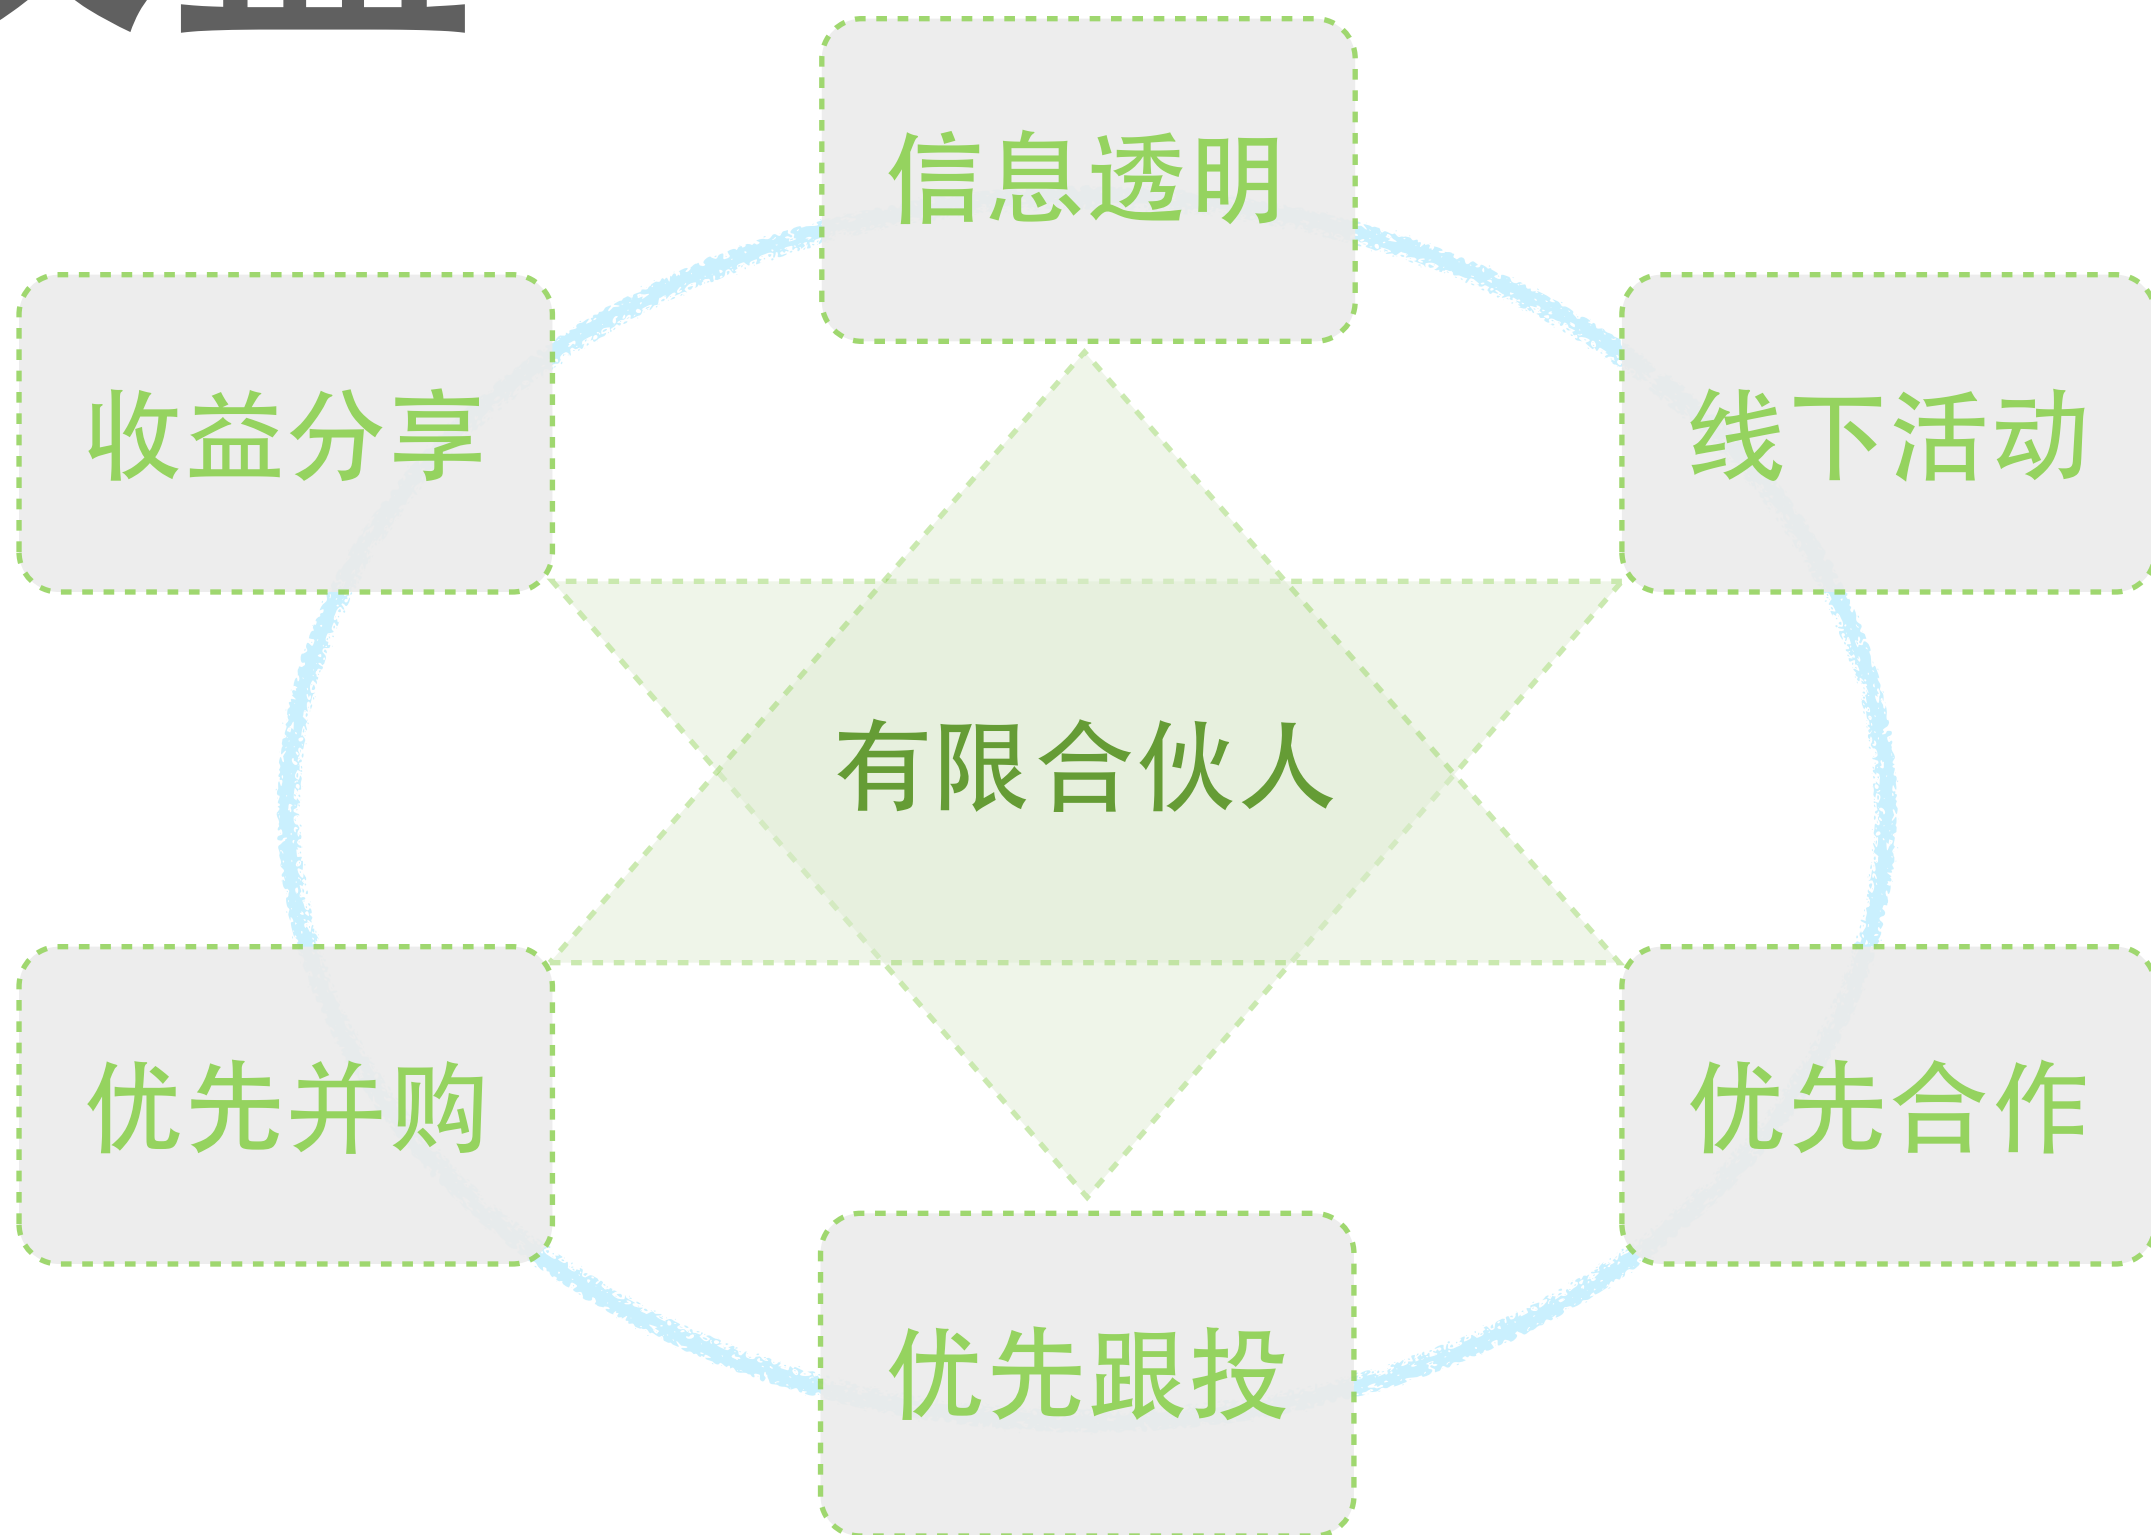 信息透明
收益分享
线下活动
有限合伙人
优先并购
优先合作
优先跟投